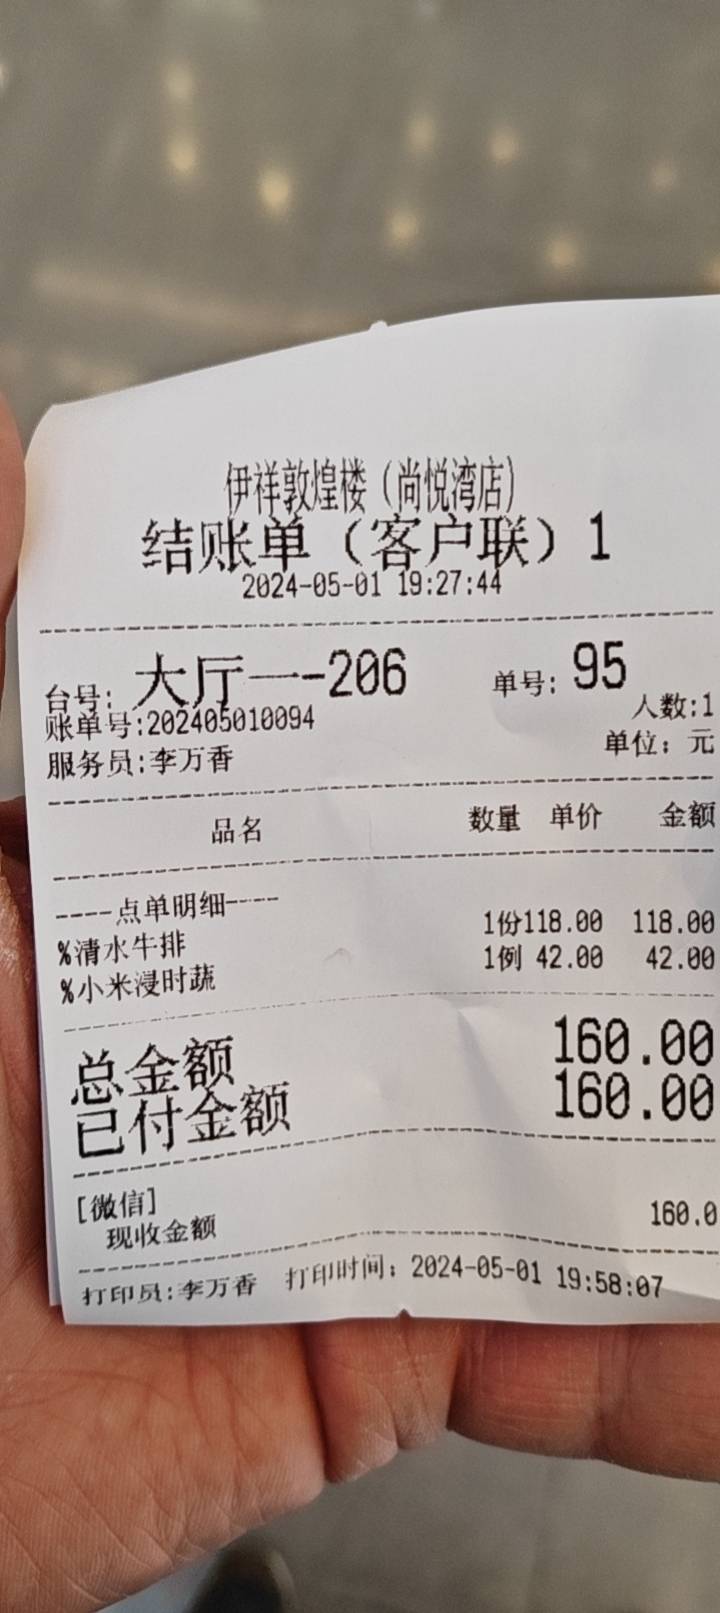 伊祥敦煌楼（尚悦湾店）
结账单（客户联）1
2024-05-01 19:27:44
台号：大厅一-206 单号：95
账单号:202405010094 人数:1
服务员:李万香 单位：元
品名 数量 单价 金额
----点单明细----
%清水牛排 1份118.00 118.00
%小米浸时蔬 1例 42.00 42.00
总金额 160.00
已付金额 160.00
[微信]
现收金额 160.0
打印员:李万香 打印时间：2024-05-01 19:58:07